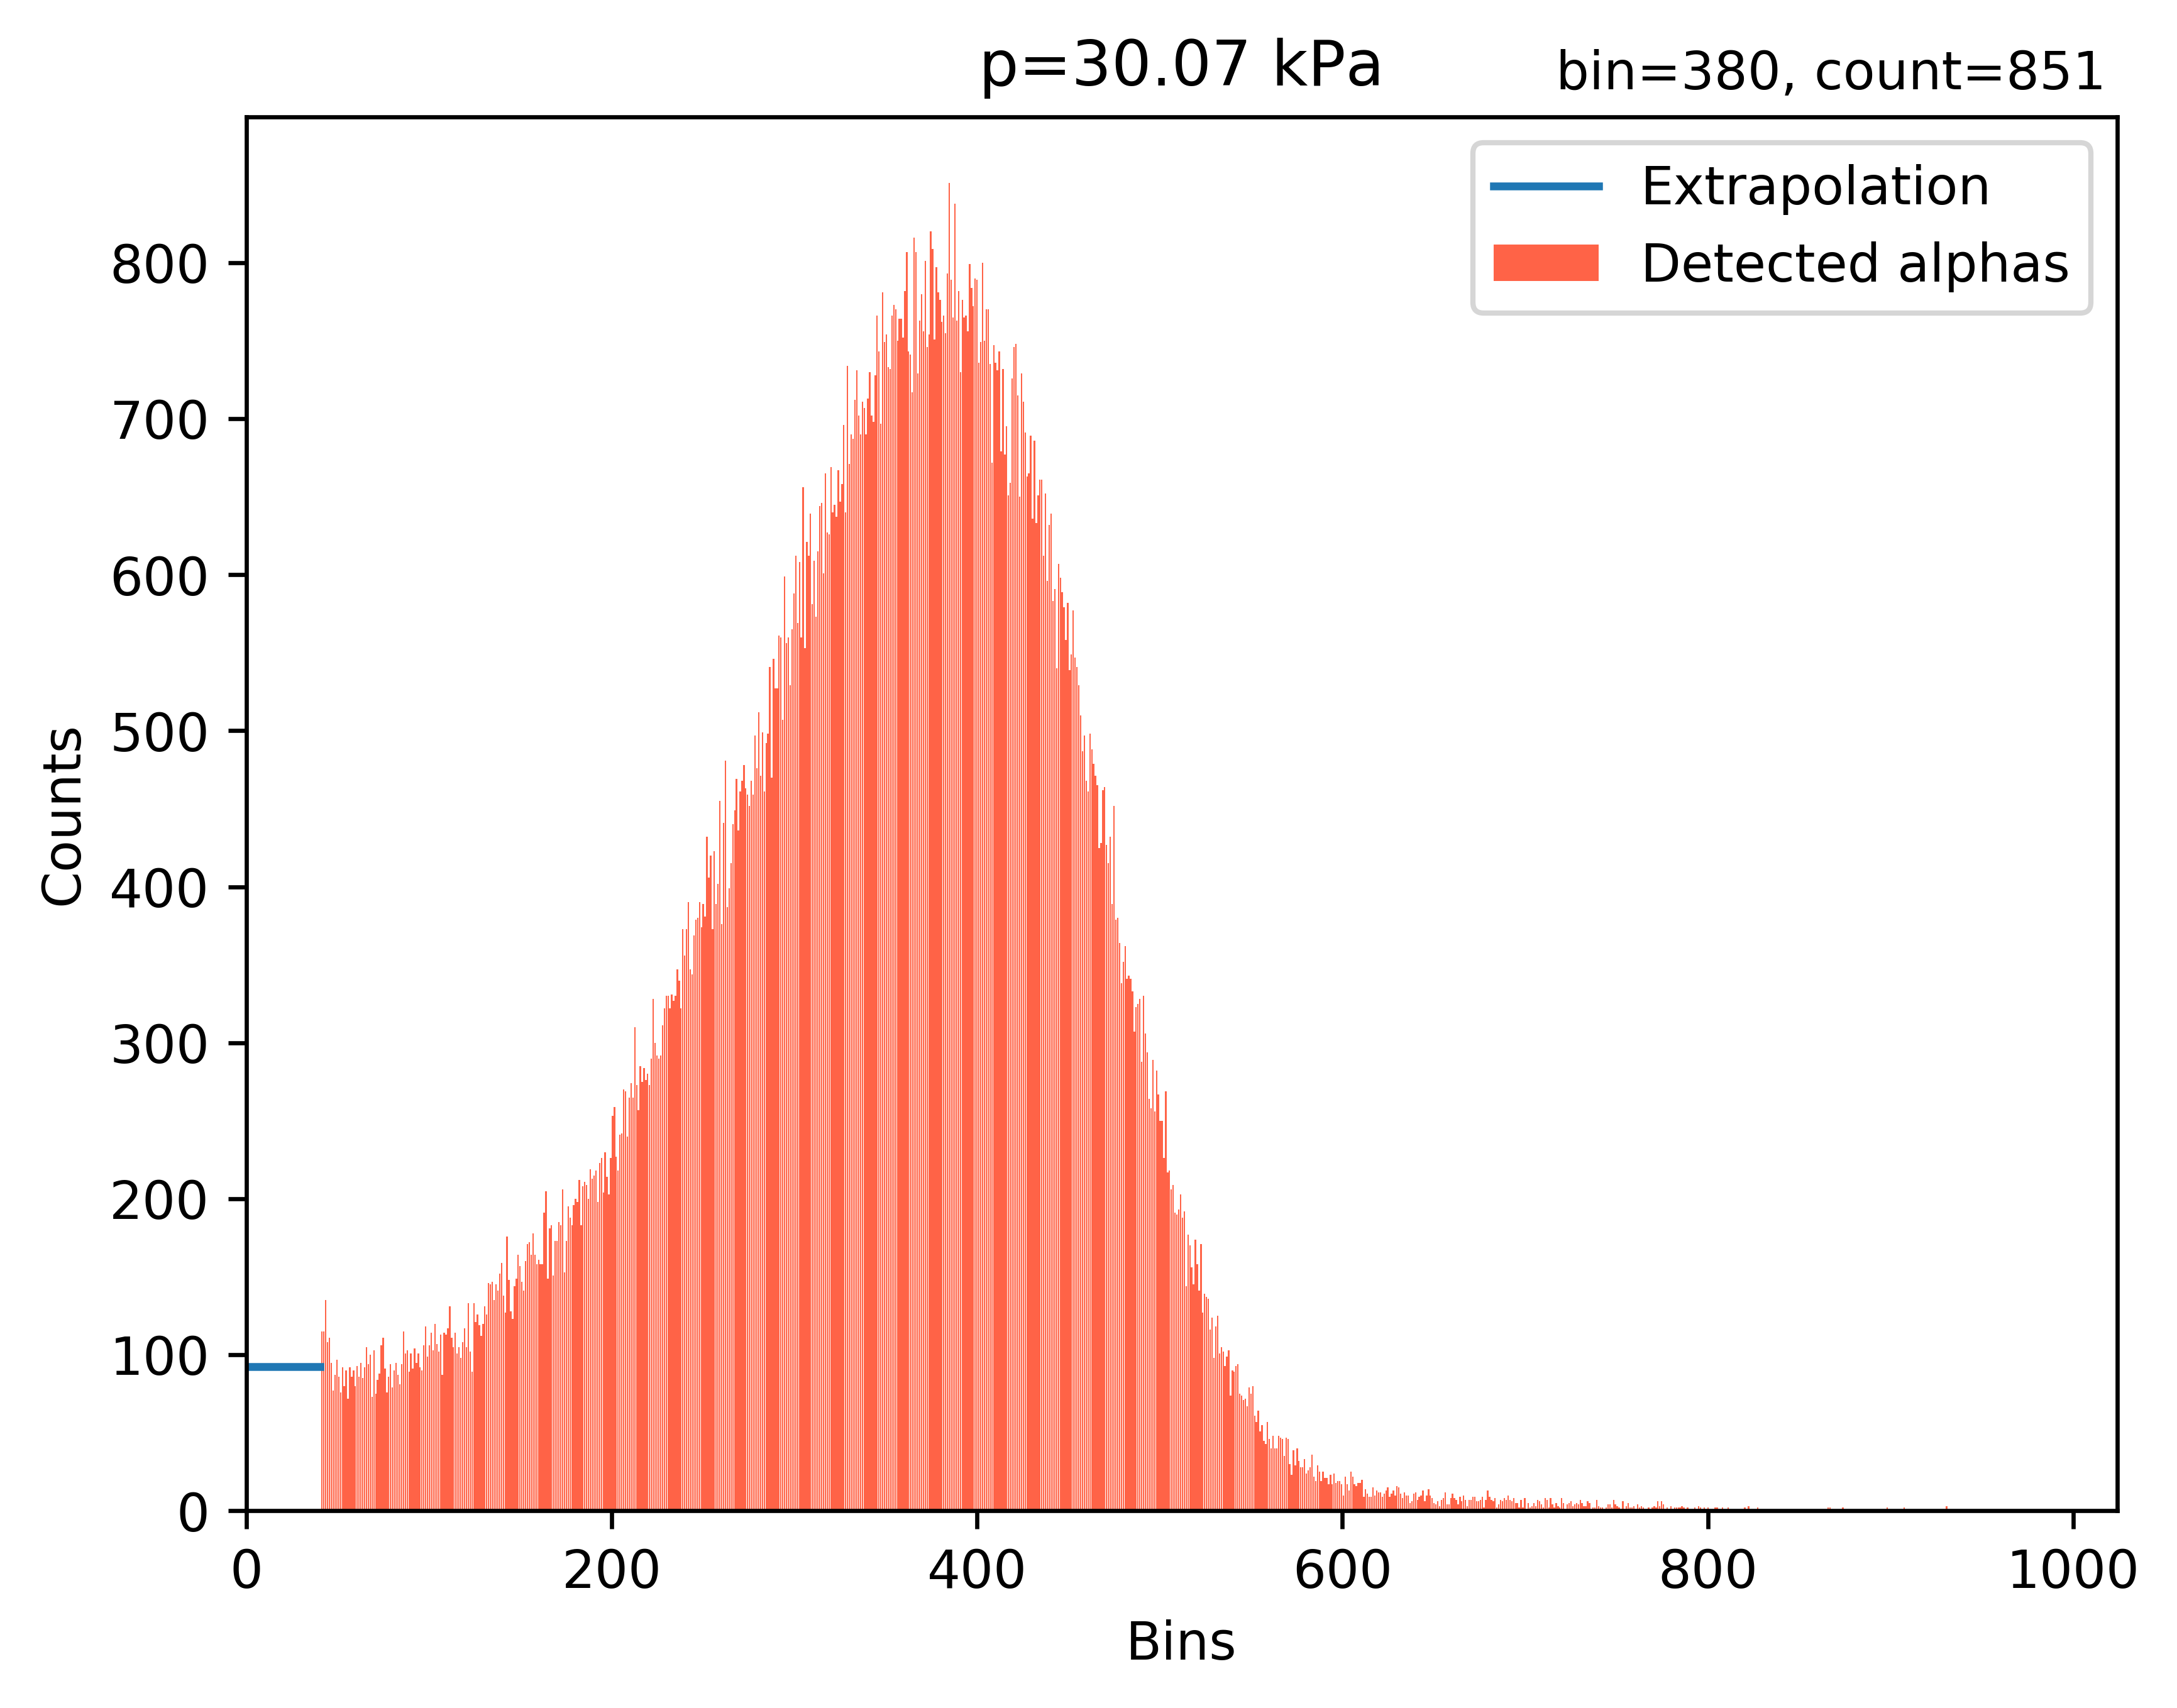 p=30.07 kPa
bin=380, count=851
Extrapolation
Detected alphas
Counts
800
700
600
500
400
300
200
100
0
0 200 400 600 800 1000
Bins